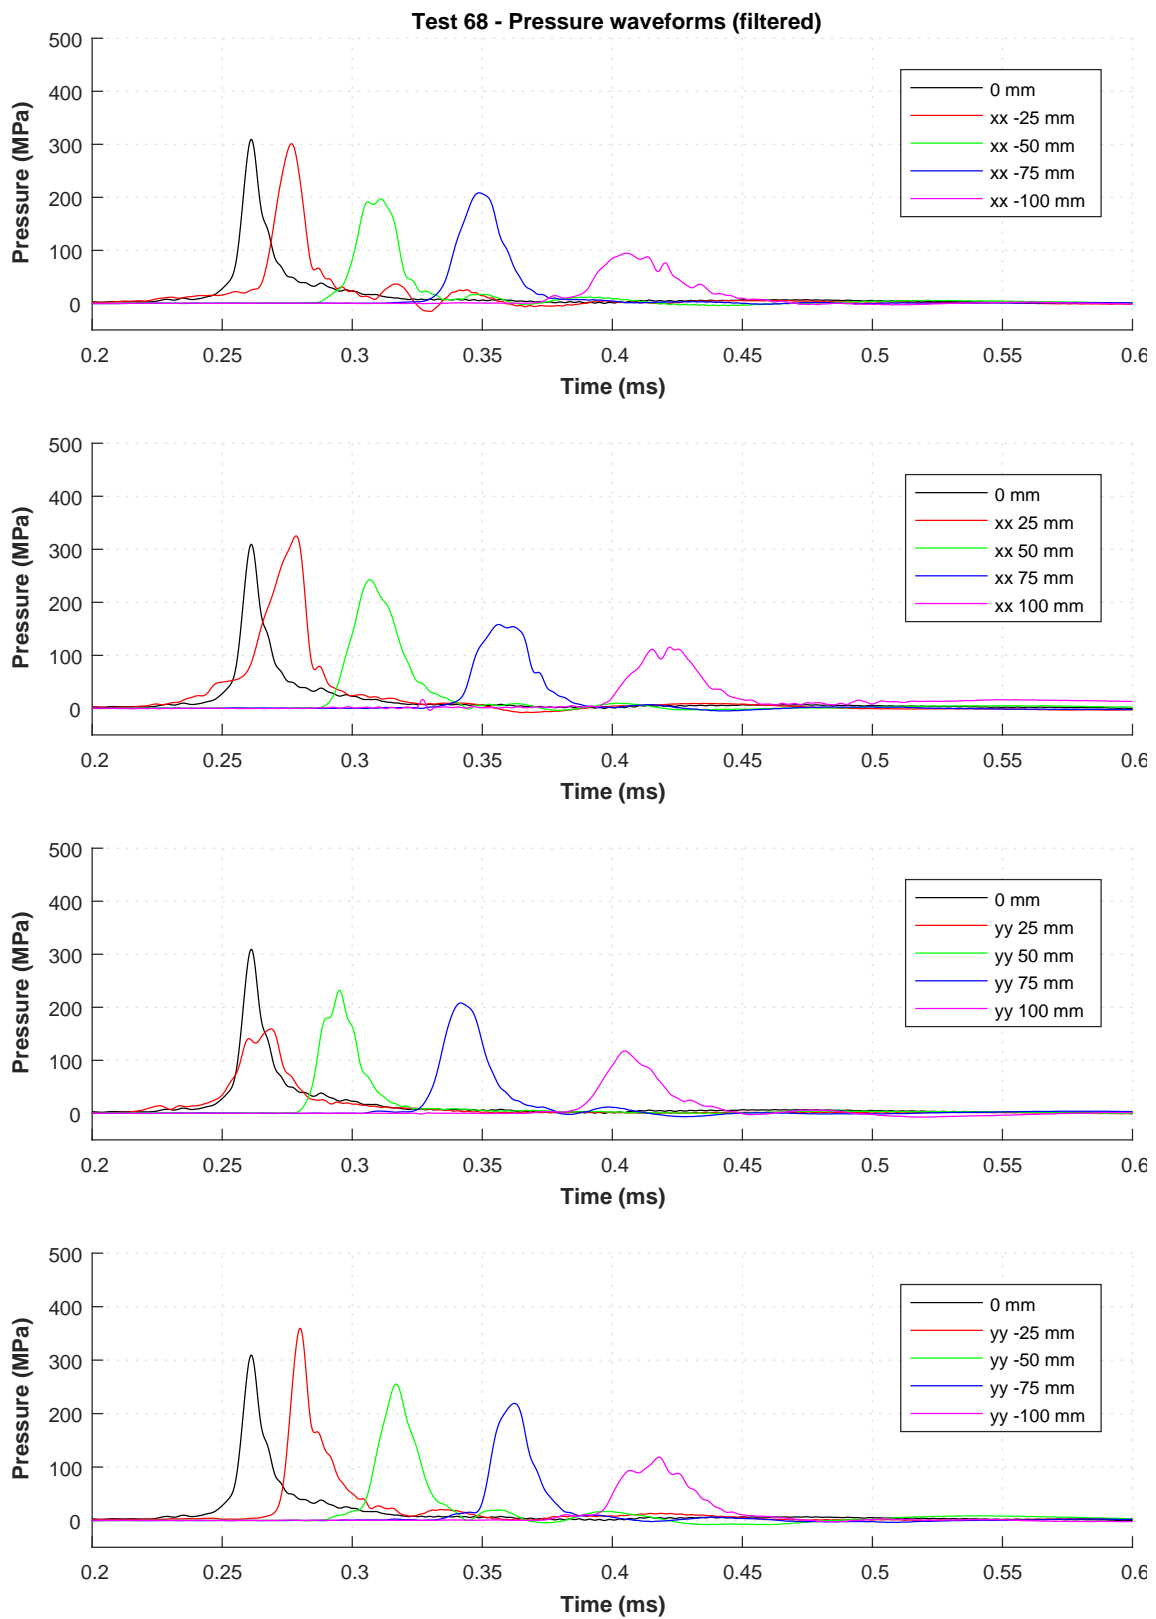 Test 68 - Pressure waveforms (filtered)
500
400
300
200
100
0
Pressure (MPa)
0 mm
xx -25 mm
xx -50 mm
xx -75 mm
xx -100 mm
0.2 0.25 0.3 0.35 0.4 0.45 0.5 0.55 0.6
Time (ms)
500
400
300
200
100
0
Pressure (MPa)
0 mm
xx 25 mm
xx 50 mm
xx 75 mm
xx 100 mm
0.2 0.25 0.3 0.35 0.4 0.45 0.5 0.55 0.6
Time (ms)
500
400
300
200
100
0
Pressure (MPa)
0 mm
yy 25 mm
yy 50 mm
yy 75 mm
yy 100 mm
0.2 0.25 0.3 0.35 0.4 0.45 0.5 0.55 0.6
Time (ms)
500
400
300
200
100
0
Pressure (MPa)
0 mm
yy -25 mm
yy -50 mm
yy -75 mm
yy -100 mm
0.2 0.25 0.3 0.35 0.4 0.45 0.5 0.55 0.6
Time (ms)